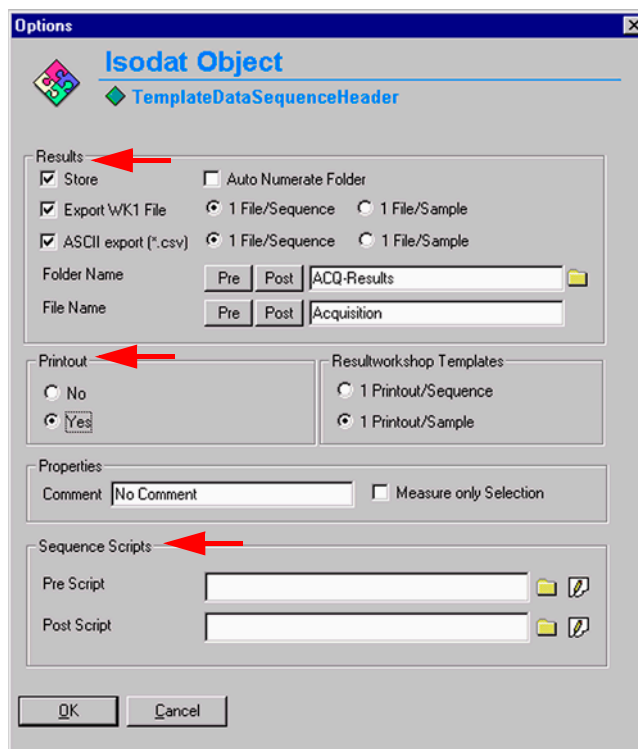 Options
Isodat Object
TemplateDataSequenceHeader
Results
Store Auto Numerate Folder
Export WK1 File 1 File/Sequence 1 File/Sample
ASCII export (*.csv) 1 File/Sequence 1 File/Sample
Folder Name Pre Post ACQ-Results
File Name Pre Post Acquisition
Printout Resultworkshop Templates
No 1 Printout/Sequence
Yes 1 Printout/Sample
Properties
Comment No Comment Measure only Selection
Sequence Scripts
Pre Script
Post Script
OK Cancel